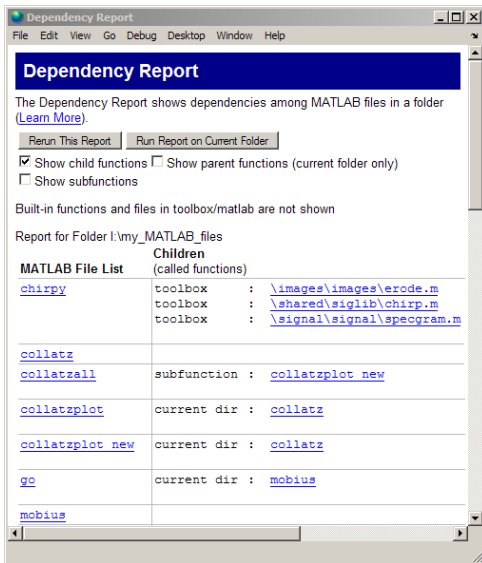 Dependency Report
File Edit View Go Debug Desktop Window Help
Dependency Report
The Dependency Report shows dependencies among MATLAB files in a folder
(Learn More).
Rerun This Report Run Report on Current Folder
Show child functions Show parent functions (current folder only)
Show subfunctions
Built-in functions and files in toolbox/matlab are not shown
Report for Folder I:\my_MATLAB_files
Children
MATLAB File List (called functions)
chirpy toolbox : \images\images\erode.m
toolbox : \shared\siglib\chirp.m
toolbox : \signal\signal\specgram.m
collatz
collatzall subfunction : collatzplot_new
collatzplot current dir : collatz
collatzplot_new current dir : collatz
go current dir : mobius
mobius